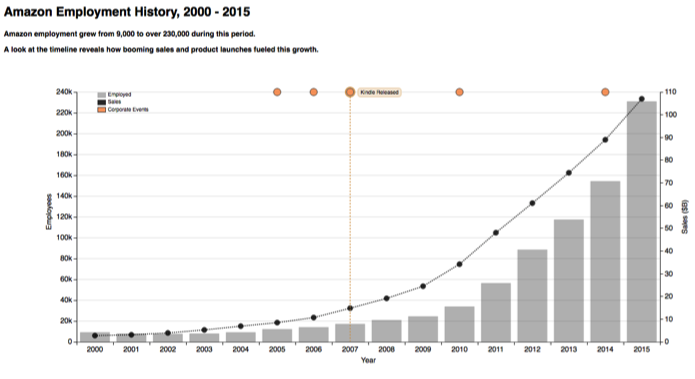 Amazon Employment History, 2000 - 2015
Amazon employment grew from 9,000 to over 230,000 during this period.
A look at the timeline reveals how booming sales and product launches fueled this growth.
240k
220k
200k
180k
160k
140k
120k
100k
80k
60k
40k
20k
0
Employees
Employed
Sales
Corporate Events
Kindle Released
110
100
90
80
70
60
50
40
30
20
10
0
Sales ($B)
2000 2001 2002 2003 2004 2005 2006 2007 2008 2009 2010 2011 2012 2013 2014 2015
Year